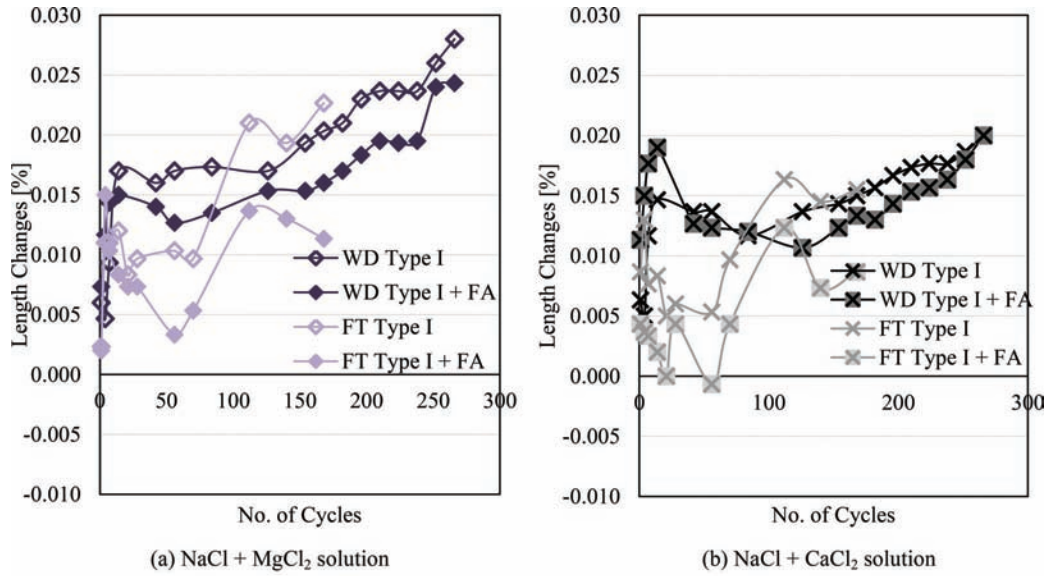 0.030
0.025
0.020
0.015
0.010
0.005
0.000
-0.005
-0.010
Length Changes [%]
0 50 100 150 200 250 300
WD Type I
WD Type I + FA
FT Type I
FT Type I + FA
No. of Cycles
(a) NaCl + MgCl₂ solution
0.030
0.025
0.020
0.015
0.010
0.005
0.000
-0.005
-0.010
Length Changes [%]
0 100 200 300
WD Type I
WD Type I + FA
FT Type I
FT Type I + FA
No. of Cycles
(b) NaCl + CaCl₂ solution